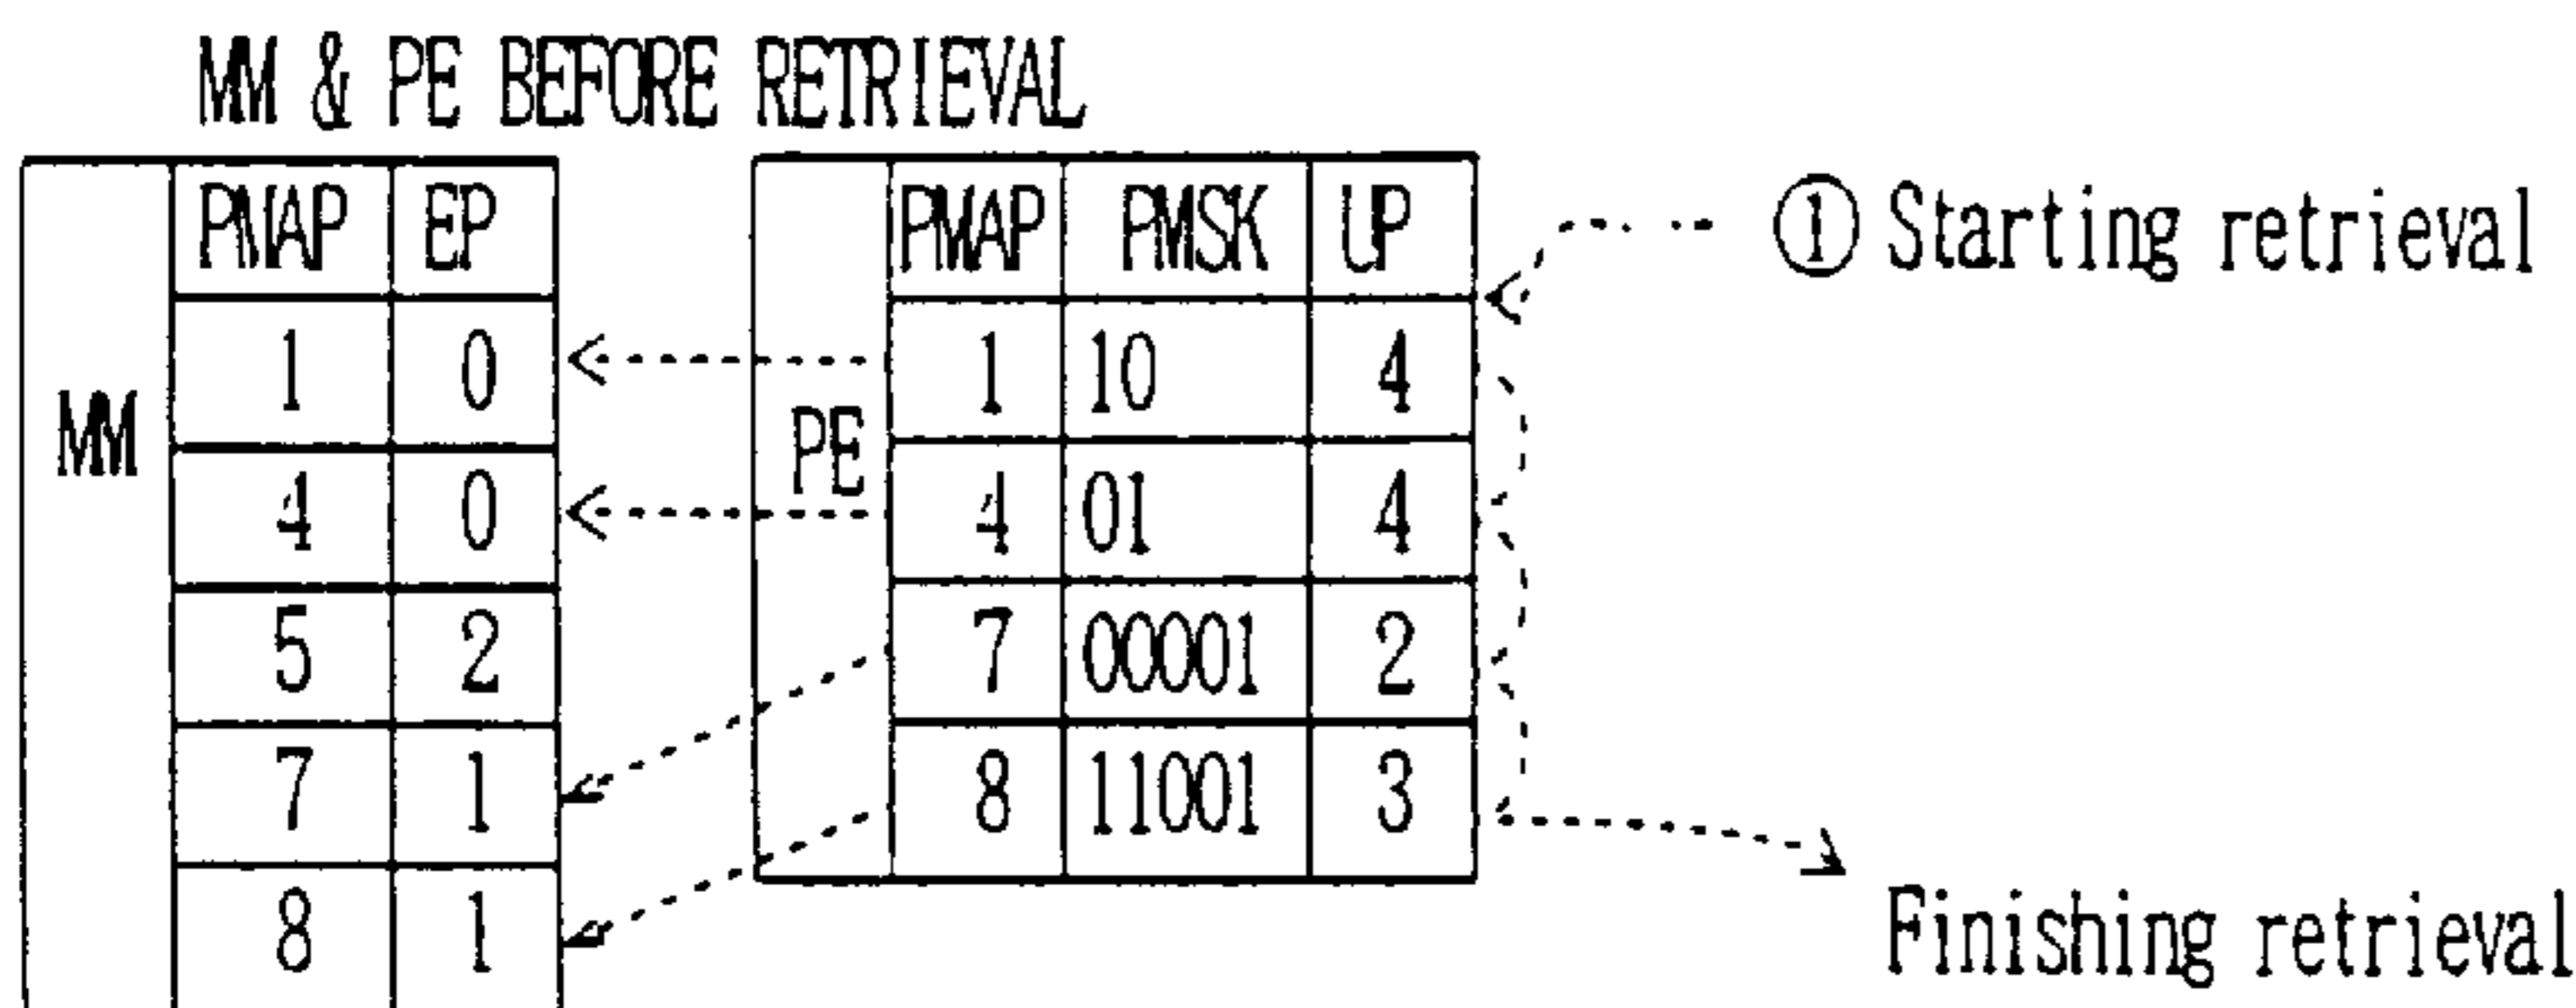 MM & PE BEFORE RETRIEVAL
MM
PMAP EP
1 0
4 0
5 2
7 1
8 1
PE
PMAP PMSK UP
1 10 4
4 01 4
7 00001 2
8 11001 3
① Starting retrieval
Finishing retrieval